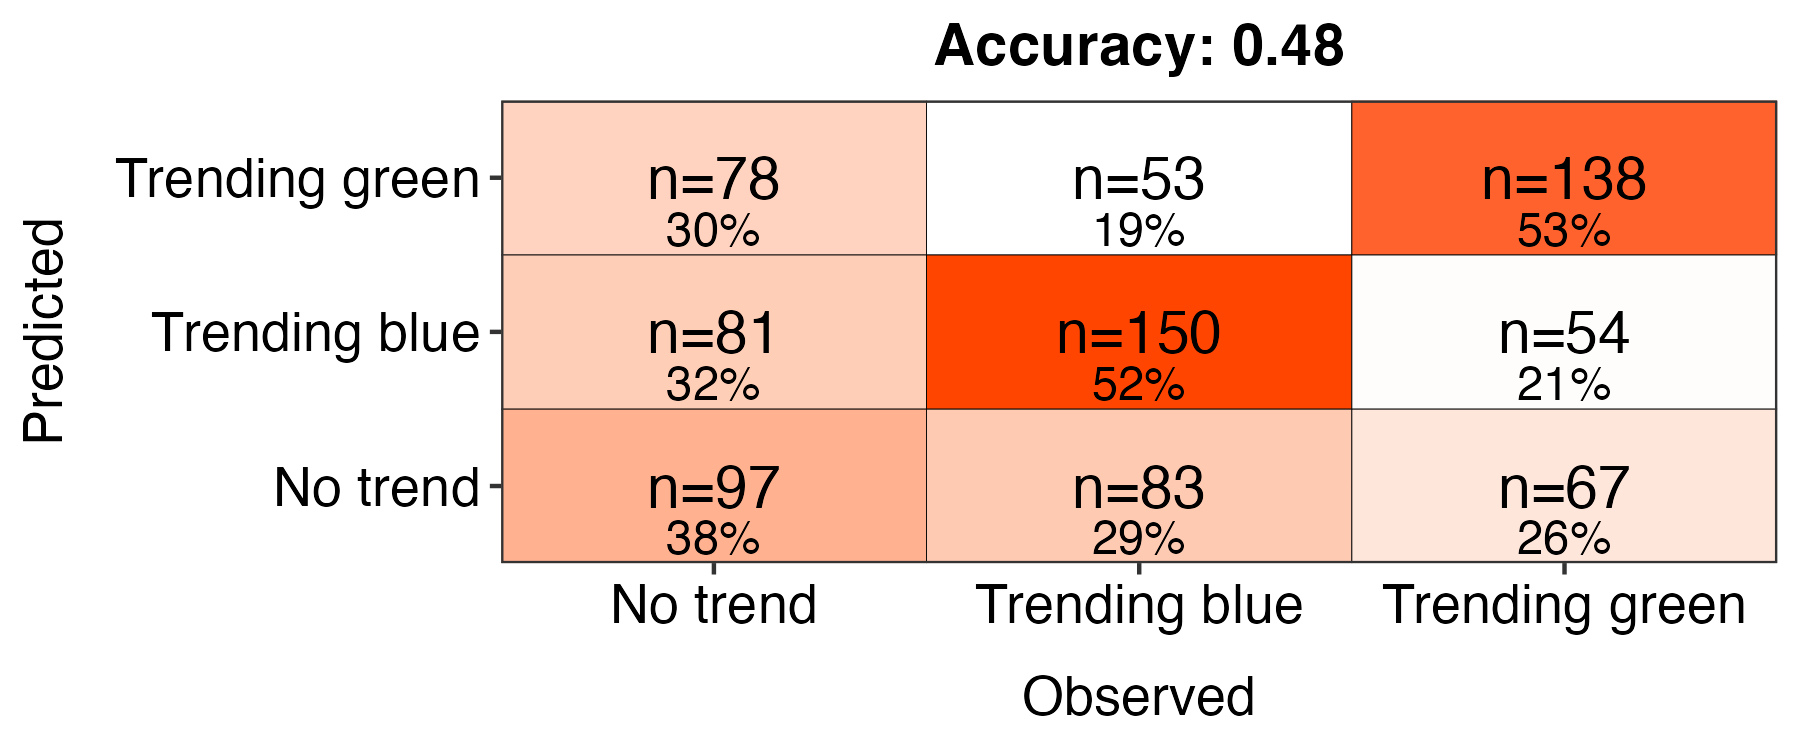 Accuracy: 0.48
Predicted
Trending green
n=78
30%
n=53
19%
n=138
53%
Trending blue
n=81
32%
n=150
52%
n=54
21%
No trend
n=97
38%
n=83
29%
n=67
26%
No trend
Trending blue
Trending green
Observed